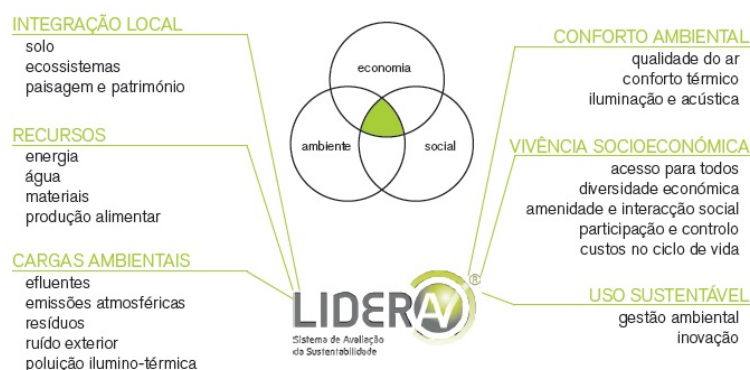 INTEGRAÇÃO LOCAL
solo
ecossistemas
paisagem e património
RECURSOS
energia
água
materiais
produção alimentar
CARGAS AMBIENTAIS
efluentes
emissões atmosféricas
resíduos
ruído exterior
poluição ilumino-térmica
economia
ambiente
social
LIDERA
®
Sistema de Avaliação
da Sustentabilidade
CONFORTO AMBIENTAL
qualidade do ar
conforto térmico
iluminação e acústica
VIVÊNCIA SOCIOECONÓMICA
acesso para todos
diversidade económica
amenidade e interacção social
participação e controlo
custos no ciclo de vida
USO SUSTENTÁVEL
gestão ambiental
inovação